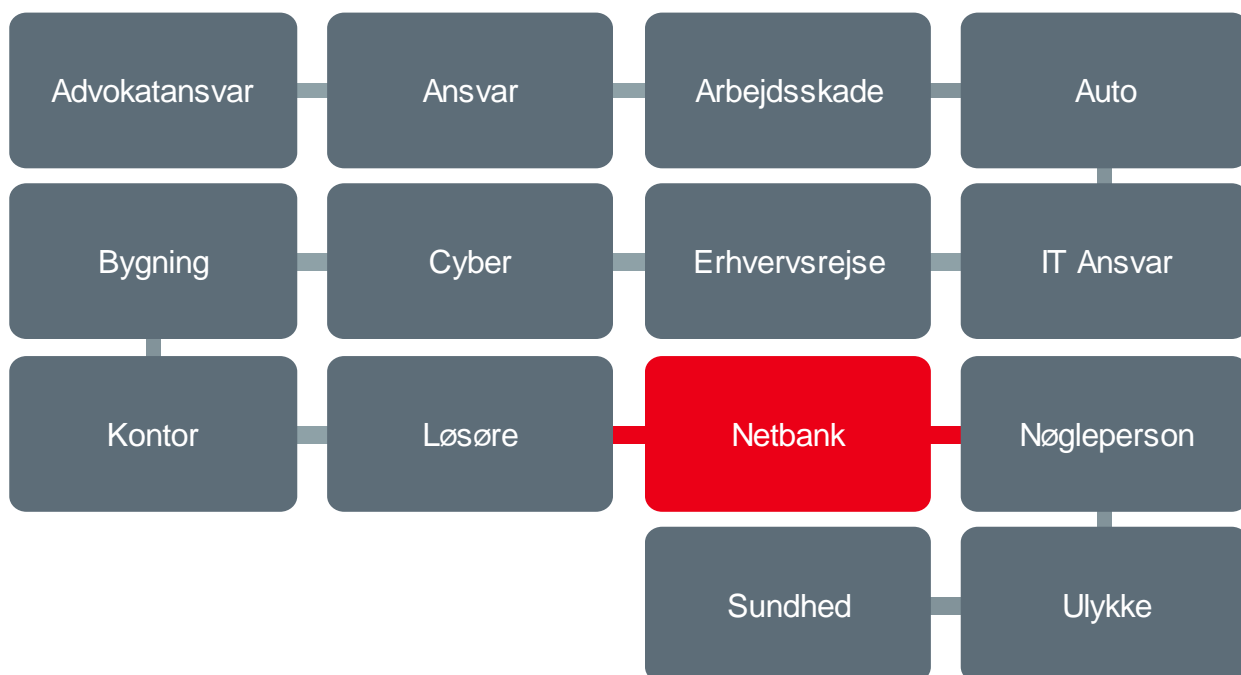 Advokatansvar
Ansvar
Arbejdsskade
Auto
Bygning
Cyber
Erhvervsrejse
IT Ansvar
Kontor
Løsøre
Netbank
Nøgleperson
Sundhed
Ulykke